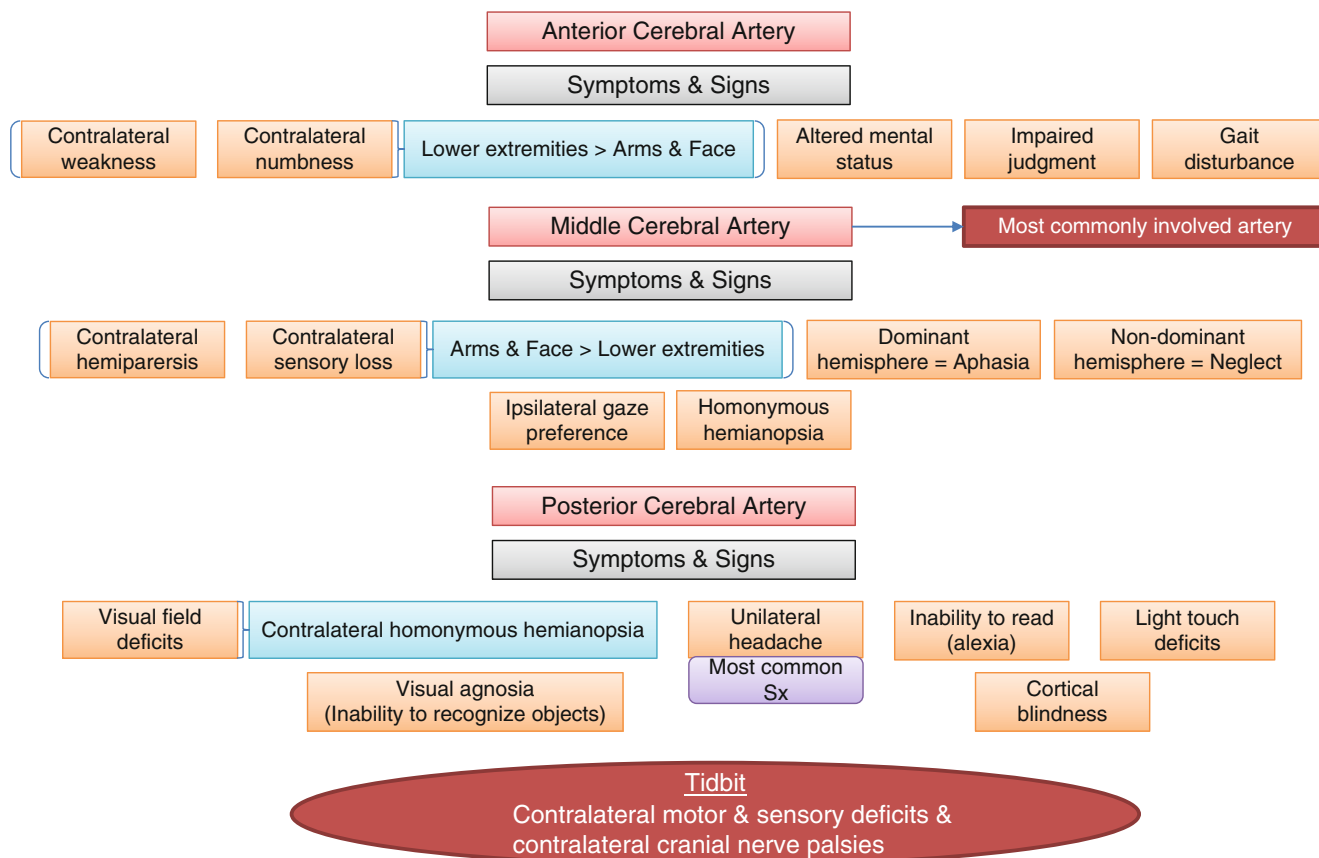 Anterior Cerebral Artery
Symptoms & Signs
Contralateral
weakness
Contralateral
numbness
Lower extremities > Arms & Face
Altered mental
status
Impaired
judgment
Gait
disturbance
Middle Cerebral Artery
Most commonly involved artery
Symptoms & Signs
Contralateral
hemiparersis
Contralateral
sensory loss
Arms & Face > Lower extremities
Dominant
hemisphere = Aphasia
Non-dominant
hemisphere = Neglect
Ipsilateral gaze
preference
Homonymous
hemianopsia
Posterior Cerebral Artery
Symptoms & Signs
Visual field
deficits
Contralateral homonymous hemianopsia
Unilateral
headache
Most common
Sx
Inability to read
(alexia)
Light touch
deficits
Visual agnosia
(Inability to recognize objects)
Cortical
blindness
Tidbit
Contralateral motor & sensory deficits &
contralateral cranial nerve palsies